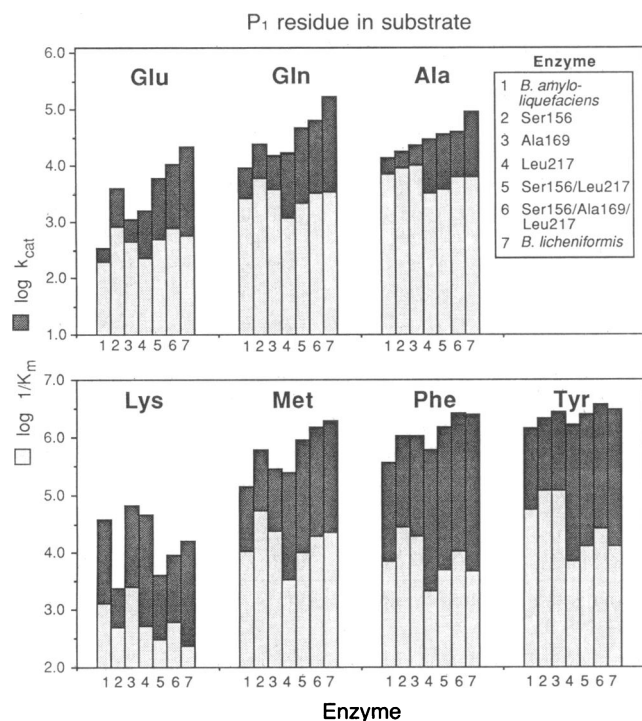 P1 residue in substrate
6.0
5.0
4.0
3.0
2.0
1.0
Glu
Gln
Ala
Enzyme
1 B. amylo-
liquefaciens
2 Ser156
3 Ala169
4 Leu217
5 Ser156/Leu217
6 Ser156/Ala169/
Leu217
7 B. licheniformis
1 2 3 4 5 6 7
1 2 3 4 5 6 7
1 2 3 4 5 6 7
log kcat
log 1/Km
7.0
6.0
5.0
4.0
3.0
2.0
Lys
Met
Phe
Tyr
1 2 3 4 5 6 7
1 2 3 4 5 6 7
1 2 3 4 5 6 7
1 2 3 4 5 6 7
Enzyme